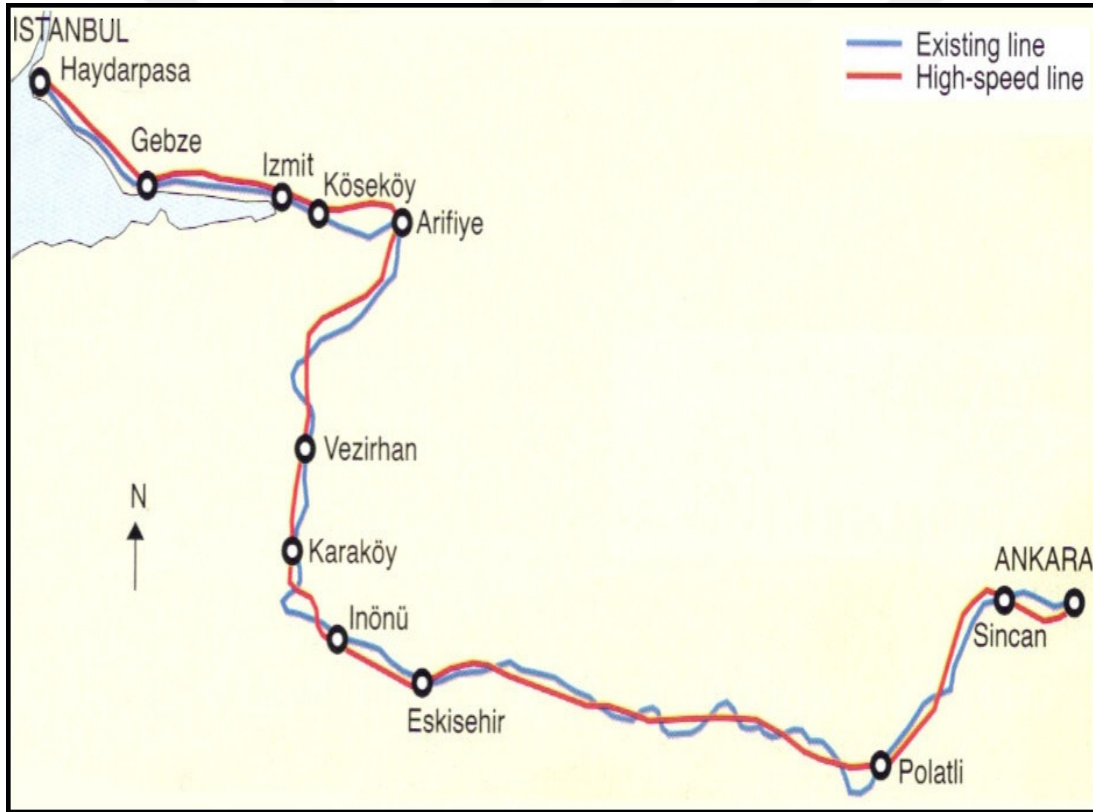 ISTANBUL
Haydarpasa
Existing line
High-speed line
Gebze
Izmit
Köseköy
Arifiye
Vezirhan
N
Karaköy
ANKARA
Inönü
Sincan
Eskisehir
Polatli